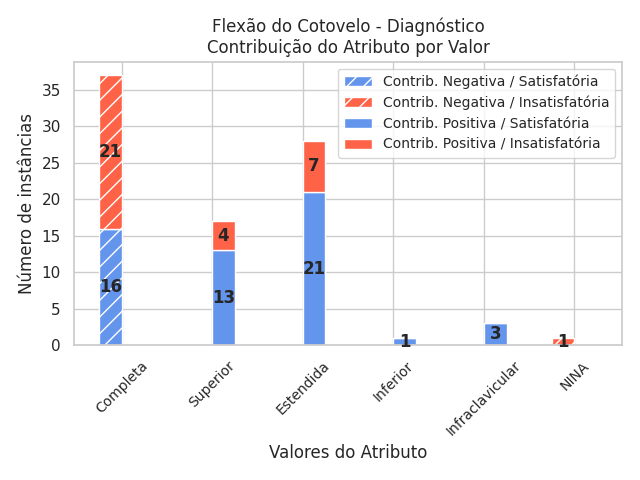 Flexão do Cotovelo - Diagnóstico
Contribuição do Atributo por Valor
Contrib. Negativa / Satisfatória
Contrib. Negativa / Insatisfatória
Contrib. Positiva / Satisfatória
Contrib. Positiva / Insatisfatória
Número de instâncias
35
30
25
20
15
10
5
0
21
16
4
13
7
21
1
3
1
Completa
Superior
Estendida
Inferior
Infraclavicular
NINA
Valores do Atributo